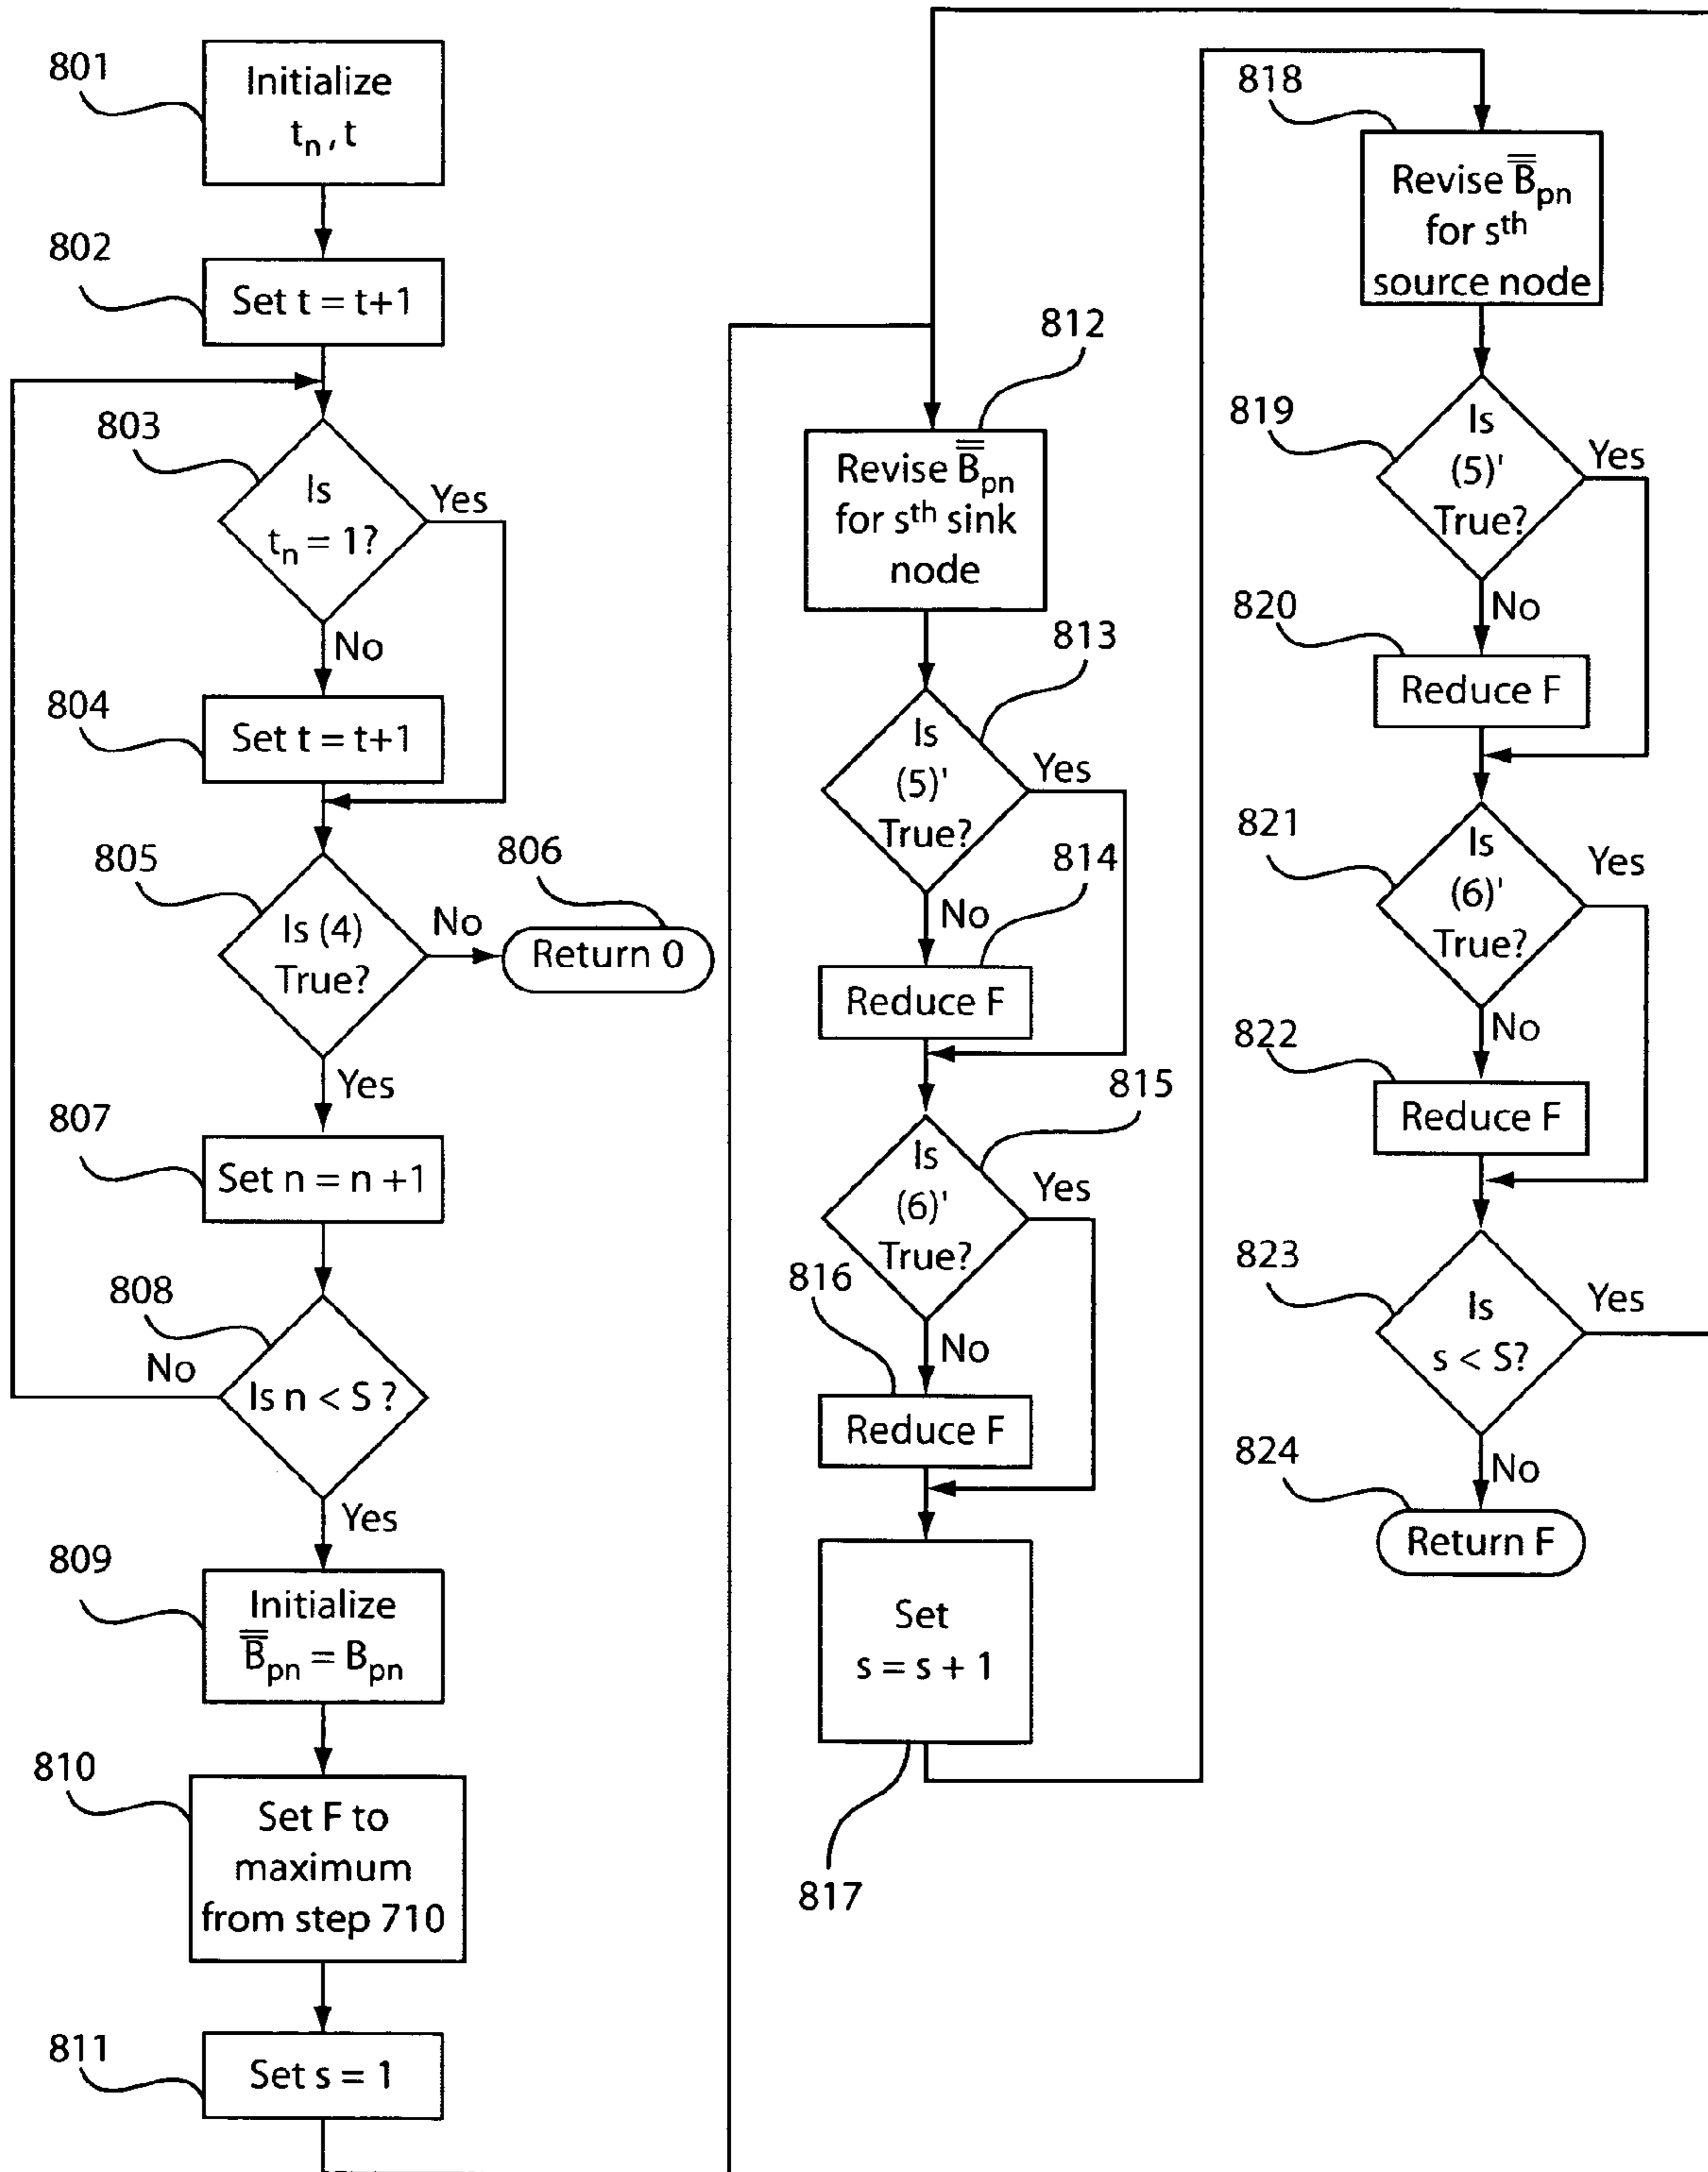 801
Initialize
tn, t
802
Set t = t+1
803
Is
tn = 1?
Yes
No
804
Set t = t+1
805
Is (4)
True?
No
806
Return 0
Yes
807
Set n = n +1
808
No
Is n < S ?
Yes
809
Initialize
B̿pn = Bpn
810
Set F to
maximum
from step 710
811
Set s = 1
812
Revise B̿pn
for sth sink
node
813
Is
(5)'
True?
Yes
No
814
Reduce F
815
Is
(6)'
True?
Yes
816
No
Reduce F
Set
s = s + 1
817
818
Revise B̿pn
for sth
source node
819
Is
(5)'
True?
Yes
No
820
Reduce F
821
Is
(6)'
True?
Yes
No
822
Reduce F
823
Is
s < S?
Yes
No
824
Return F